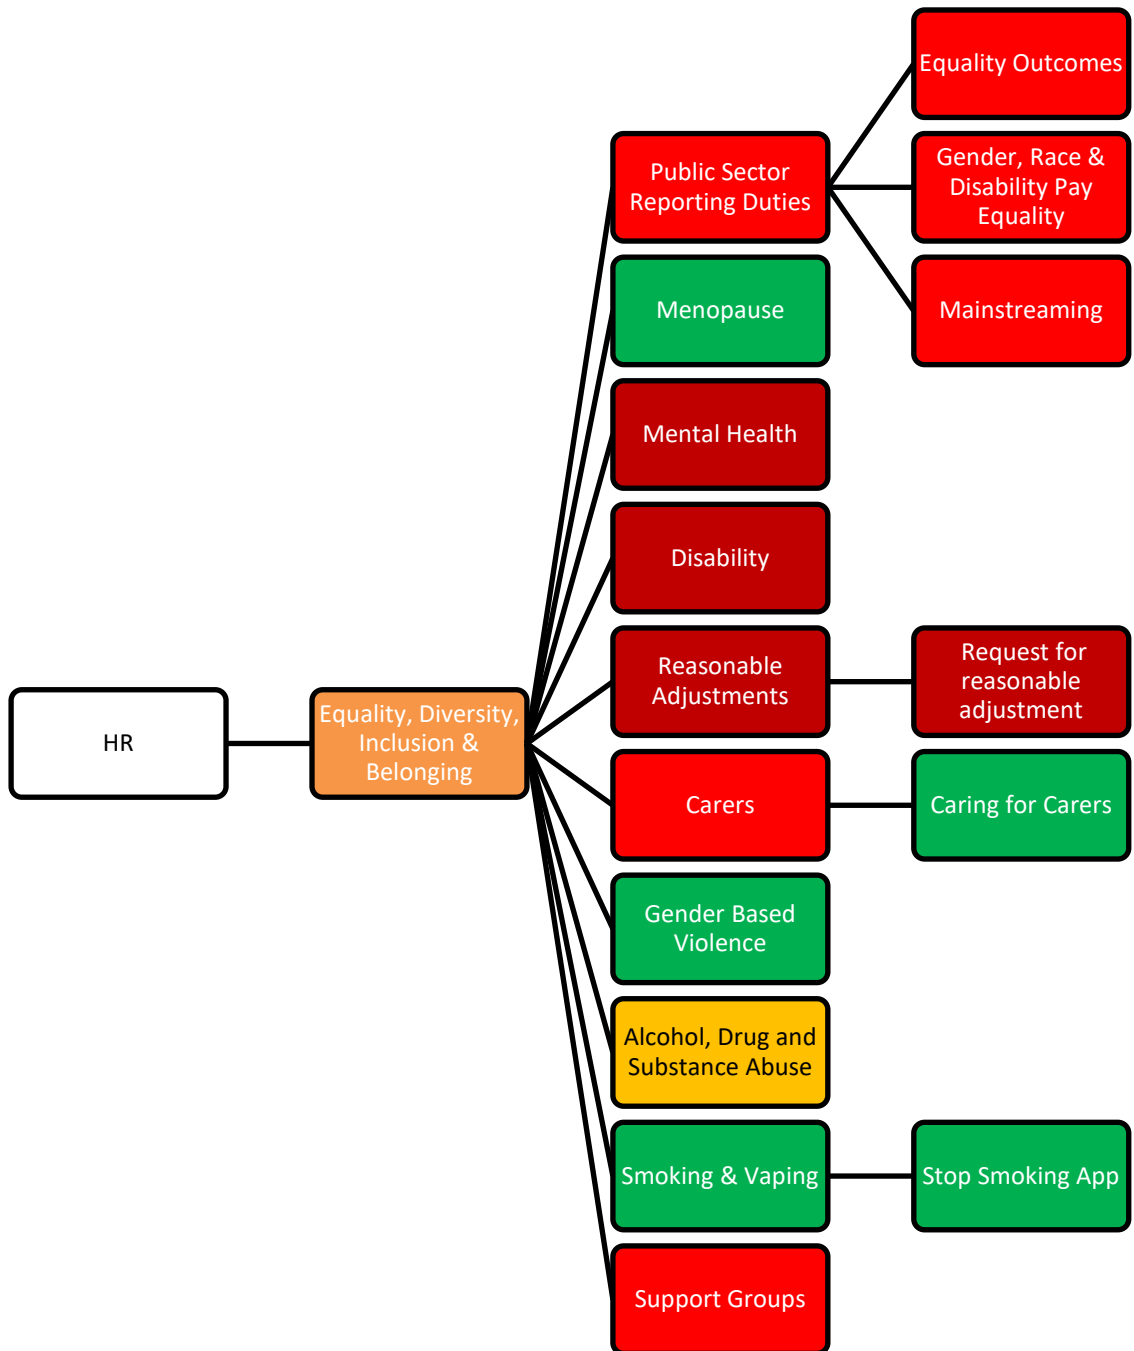 HR
Equality, Diversity,
Inclusion &
Belonging
Public Sector
Reporting Duties
Equality Outcomes
Gender, Race &
Disability Pay
Equality
Mainstreaming
Menopause
Mental Health
Disability
Reasonable
Adjustments
Request for
reasonable
adjustment
Carers
Caring for Carers
Gender Based
Violence
Alcohol, Drug and
Substance Abuse
Smoking & Vaping
Stop Smoking App
Support Groups